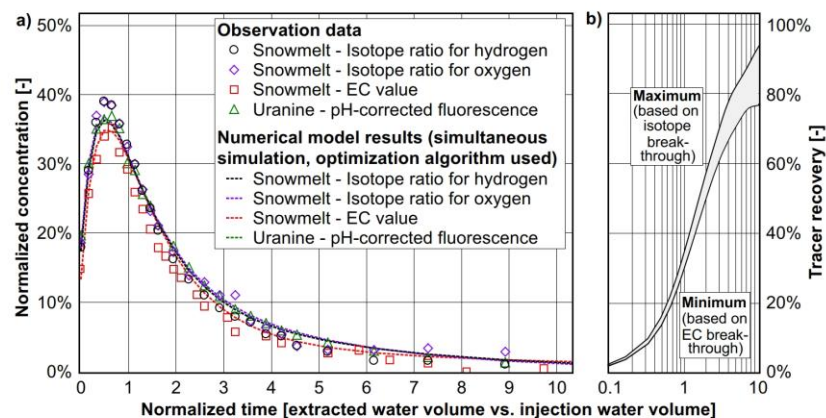 a)
Normalized concentration [-]
50%
40%
30%
20%
10%
0%
Observation data
Snowmelt - Isotope ratio for hydrogen
Snowmelt - Isotope ratio for oxygen
Snowmelt - EC value
Uranine - pH-corrected fluorescence
Numerical model results (simultaneous
simulation, optimization algorithm used)
Snowmelt - Isotope ratio for hydrogen
Snowmelt - Isotope ratio for oxygen
Snowmelt - EC value
Uranine - pH-corrected fluorescence
0 1 2 3 4 5 6 7 8 9 10
b)
Maximum
(based on
isotope
break-
through)
Minimum
(based on
EC break-
through)
100%
80%
60%
40%
20%
0%
Tracer recovery [-]
0.1 1 10
Normalized time [extracted water volume vs. injection water volume]